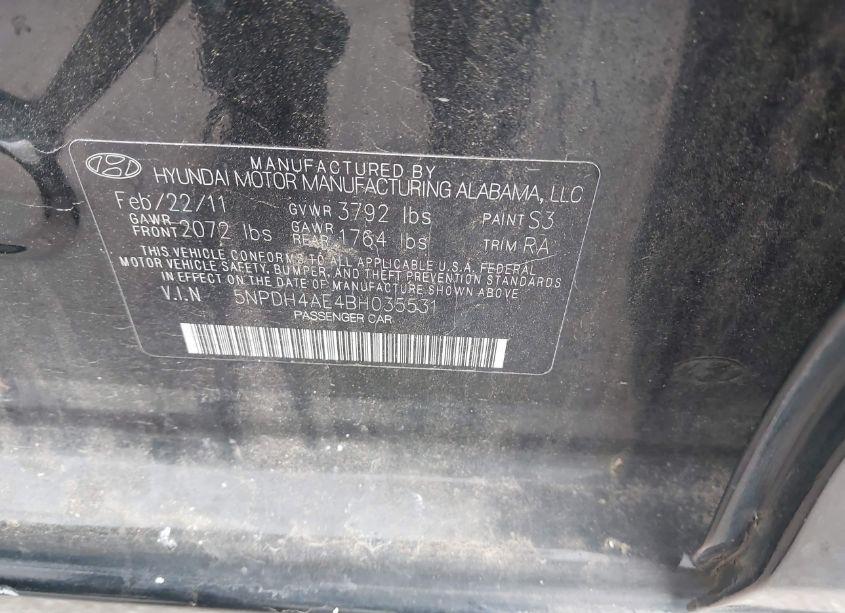 MANUFACTURED BY
HYUNDAI MOTOR MANUFACTURING ALABAMA, LLC
Feb/22/11 GVWR 3792 lbs PAINT S3
GAWR FRONT 2072 lbs GAWR REAR 1764 lbs TRIM RA
THIS VEHICLE CONFORMS TO ALL APPLICABLE U.S.A. FEDERAL
MOTOR VEHICLE SAFETY, BUMPER, AND THEFT PREVENTION STANDARDS
IN EFFECT ON THE DATE OF MANUFACTURE SHOWN ABOVE
V.I.N 5NPDH4AE4BH035531
PASSENGER CAR